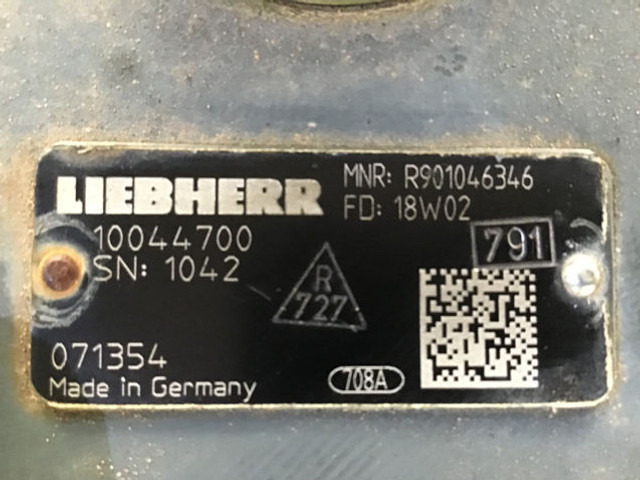 LIEBHERR
MNR: R901046346
FD: 18W02
10044700
SN: 1042
791
R
727
071354
Made in Germany
708A